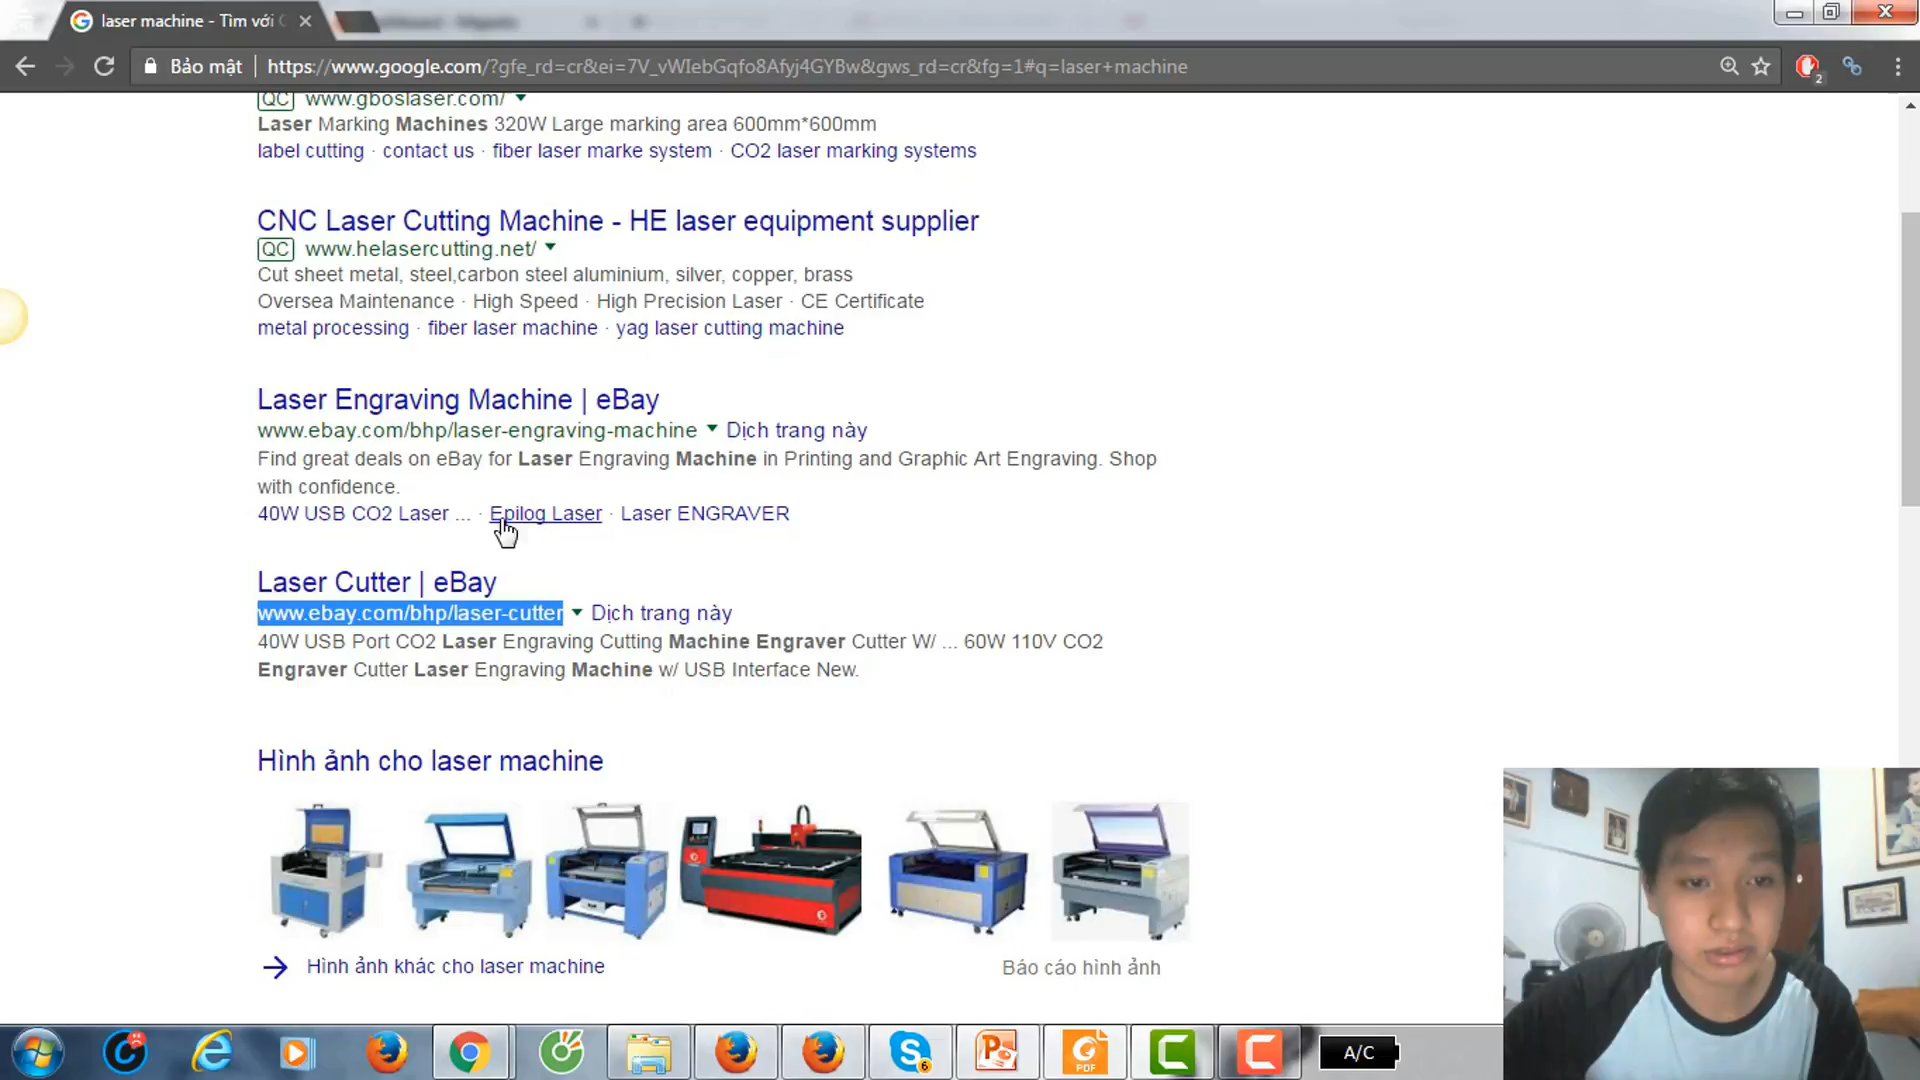 laser machine - Tìm với
Bảo mật
https://www.google.com/?gfe_rd=cr&ei=7V_vWIebGqfo8Afyj4GYBw&gws_rd=cr&fg=1#q=laser+machine
2
QC www.gboslaser.com/
Laser Marking Machines 320W Large marking area 600mm*600mm
label cutting · contact us · fiber laser marke system · CO2 laser marking systems
CNC Laser Cutting Machine - HE laser equipment supplier
QC www.helasercutting.net/
Cut sheet metal, steel,carbon steel aluminium, silver, copper, brass
Oversea Maintenance · High Speed · High Precision Laser · CE Certificate
metal processing · fiber laser machine · yag laser cutting machine
Laser Engraving Machine | eBay
www.ebay.com/bhp/laser-engraving-machine Dịch trang này
Find great deals on eBay for Laser Engraving Machine in Printing and Graphic Art Engraving. Shop
with confidence.
40W USB CO2 Laser ... · Epilog Laser · Laser ENGRAVER
Laser Cutter | eBay
www.ebay.com/bhp/laser-cutter Dịch trang này
40W USB Port CO2 Laser Engraving Cutting Machine Engraver Cutter W/ ... 60W 110V CO2
Engraver Cutter Laser Engraving Machine w/ USB Interface New.
Hình ảnh cho laser machine
Hình ảnh khác cho laser machine
Báo cáo hình ảnh
6
PDF
A/C